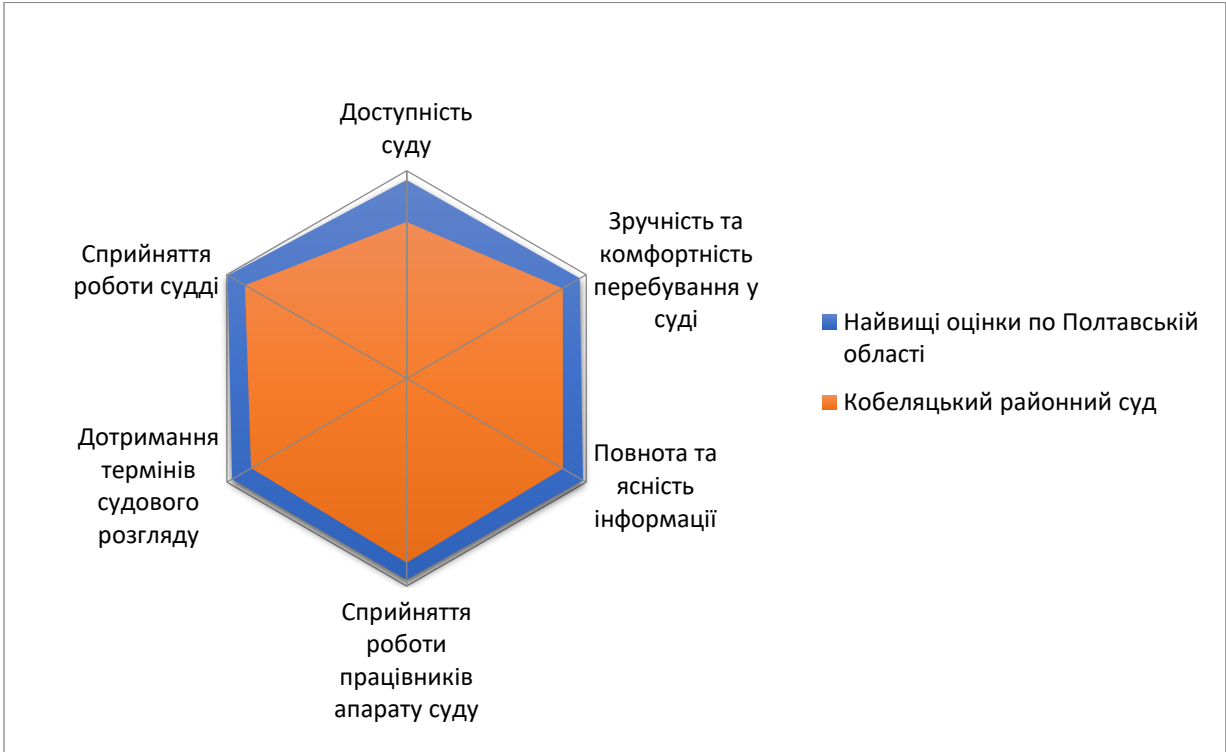 Доступність
суду
Зручність та
комфортність
перебування у
суді
Повнота та
ясність
інформації
Сприйняття
роботи
працівників
апарату суду
Дотримання
термінів
судового
розгляду
Сприйняття
роботи судді
Найвищі оцінки по Полтавській
області
Кобеляцький районний суд